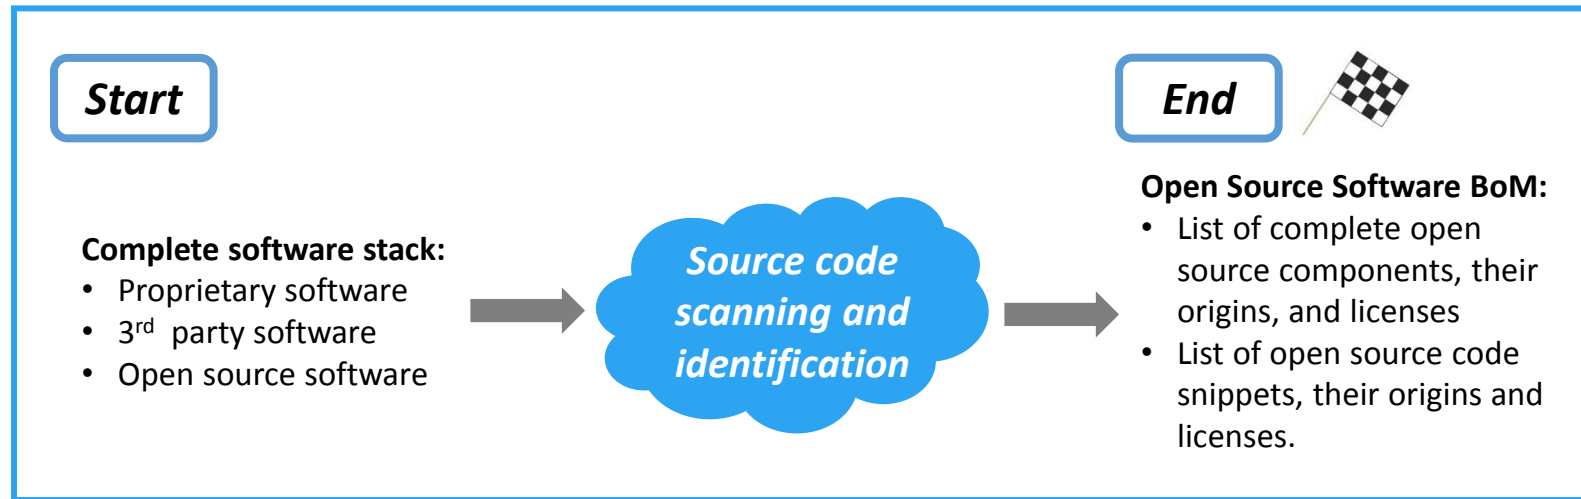 Start
Complete software stack:
• Proprietary software
• 3rd party software
• Open source software
Source code
scanning and
identification
End
Open Source Software BoM:
• List of complete open
source components, their
origins, and licenses
• List of open source code
snippets, their origins and
licenses.